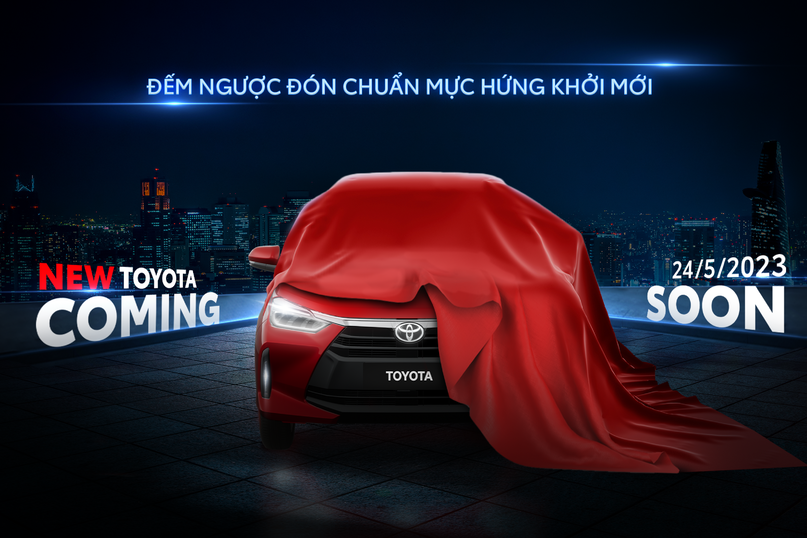 ĐẾM NGƯỢC ĐÓN CHUẨN MỰC HỨNG KHỞI MỚI
NEW TOYOTA
COMING
24/5/2023
SOON
TOYOTA